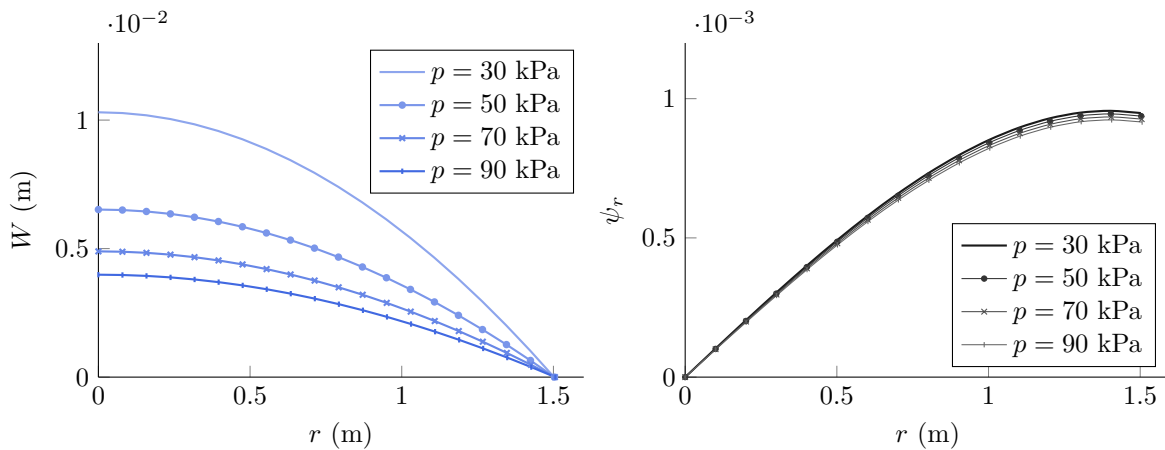 ·10⁻²
1
0.5
0
W (m)
0
0.5
1
1.5
r (m)
p = 30 kPa
p = 50 kPa
p = 70 kPa
p = 90 kPa
·10⁻³
1
0.5
0
ψᵣ
0
0.5
1
1.5
r (m)
p = 30 kPa
p = 50 kPa
p = 70 kPa
p = 90 kPa